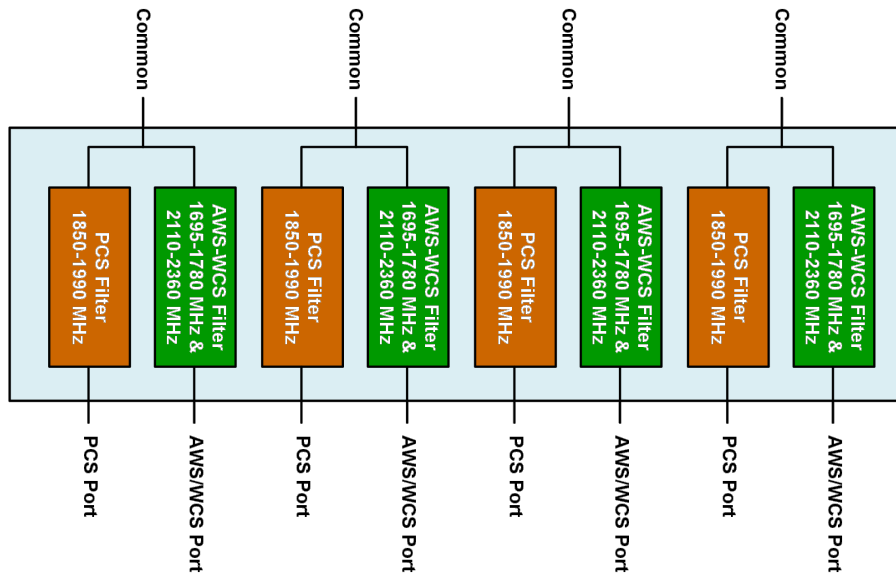 Common
Common
Common
Common
PCS Filter
1850-1990 MHz
AWS-WCS Filter
1695-1780 MHz &
2110-2360 MHz
PCS Filter
1850-1990 MHz
AWS-WCS Filter
1695-1780 MHz &
2110-2360 MHz
PCS Filter
1850-1990 MHz
AWS-WCS Filter
1695-1780 MHz &
2110-2360 MHz
PCS Filter
1850-1990 MHz
AWS-WCS Filter
1695-1780 MHz &
2110-2360 MHz
PCS Port
AWS/WCS Port
PCS Port
AWS/WCS Port
PCS Port
AWS/WCS Port
PCS Port
AWS/WCS Port